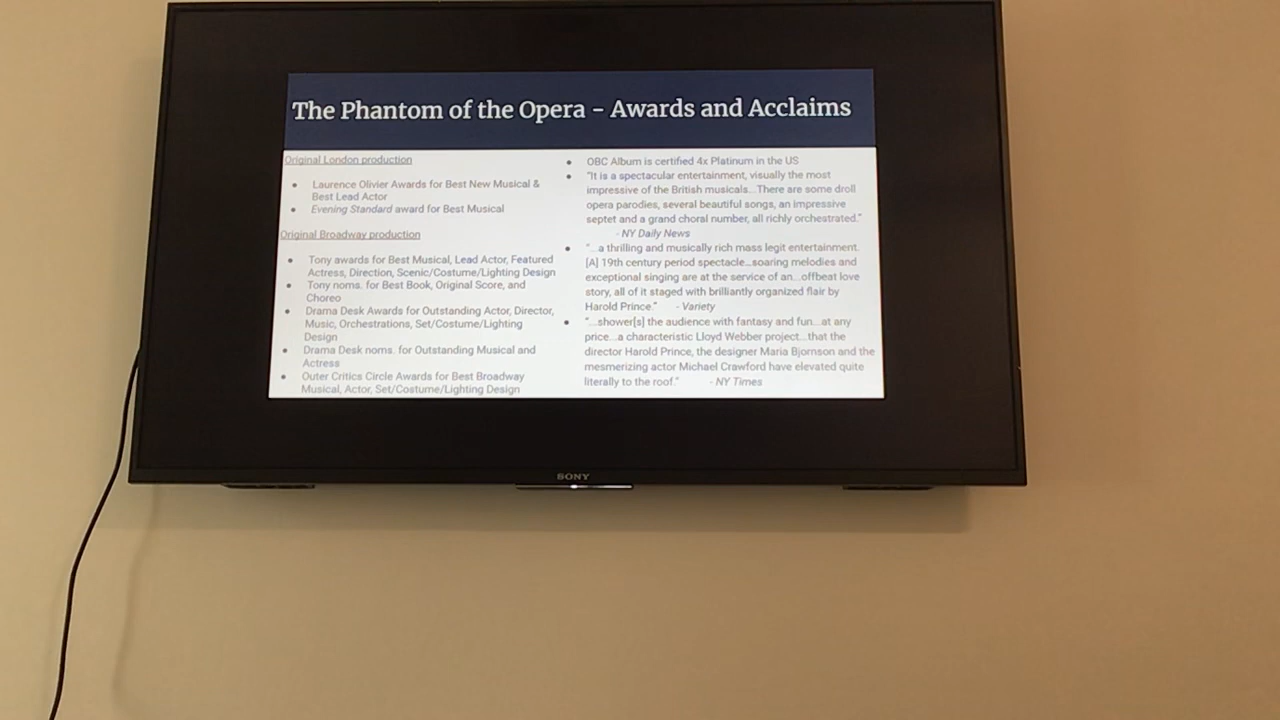 The Phantom of the Opera - Awards and Acclaims
Original London production
Laurence Olivier Awards for Best New Musical &
Best Lead Actor
Evening Standard award for Best Musical
Original Broadway production
Tony awards for Best Musical, Lead Actor, Featured
Actress, Direction, Scenic/Costume/Lighting Design
Tony noms. for Best Book, Original Score, and
Choreo
Drama Desk Awards for Outstanding Actor, Director,
Music, Orchestrations, Set/Costume/Lighting
Design
Drama Desk noms. for Outstanding Musical and
Actress
Outer Critics Circle Awards for Best Broadway
Musical, Actor, Set/Costume/Lighting Design
OBC Album is certified 4x Platinum in the US
"It is a spectacular entertainment, visually the most
impressive of the British musicals...There are some droll
opera parodies, several beautiful songs, an impressive
septet and a grand choral number, all richly orchestrated."
- NY Daily News
"...a thrilling and musically rich mass legit entertainment.
[A] 19th century period spectacle...soaring melodies and
exceptional singing are at the service of an...offbeat love
story, all of it staged with brilliantly organized flair by
Harold Prince." - Variety
"...shower[s] the audience with fantasy and fun...at any
price...a characteristic Lloyd Webber project...that the
director Harold Prince, the designer Maria Bjornson and the
mesmerizing actor Michael Crawford have elevated quite
literally to the roof." - NY Times
SONY